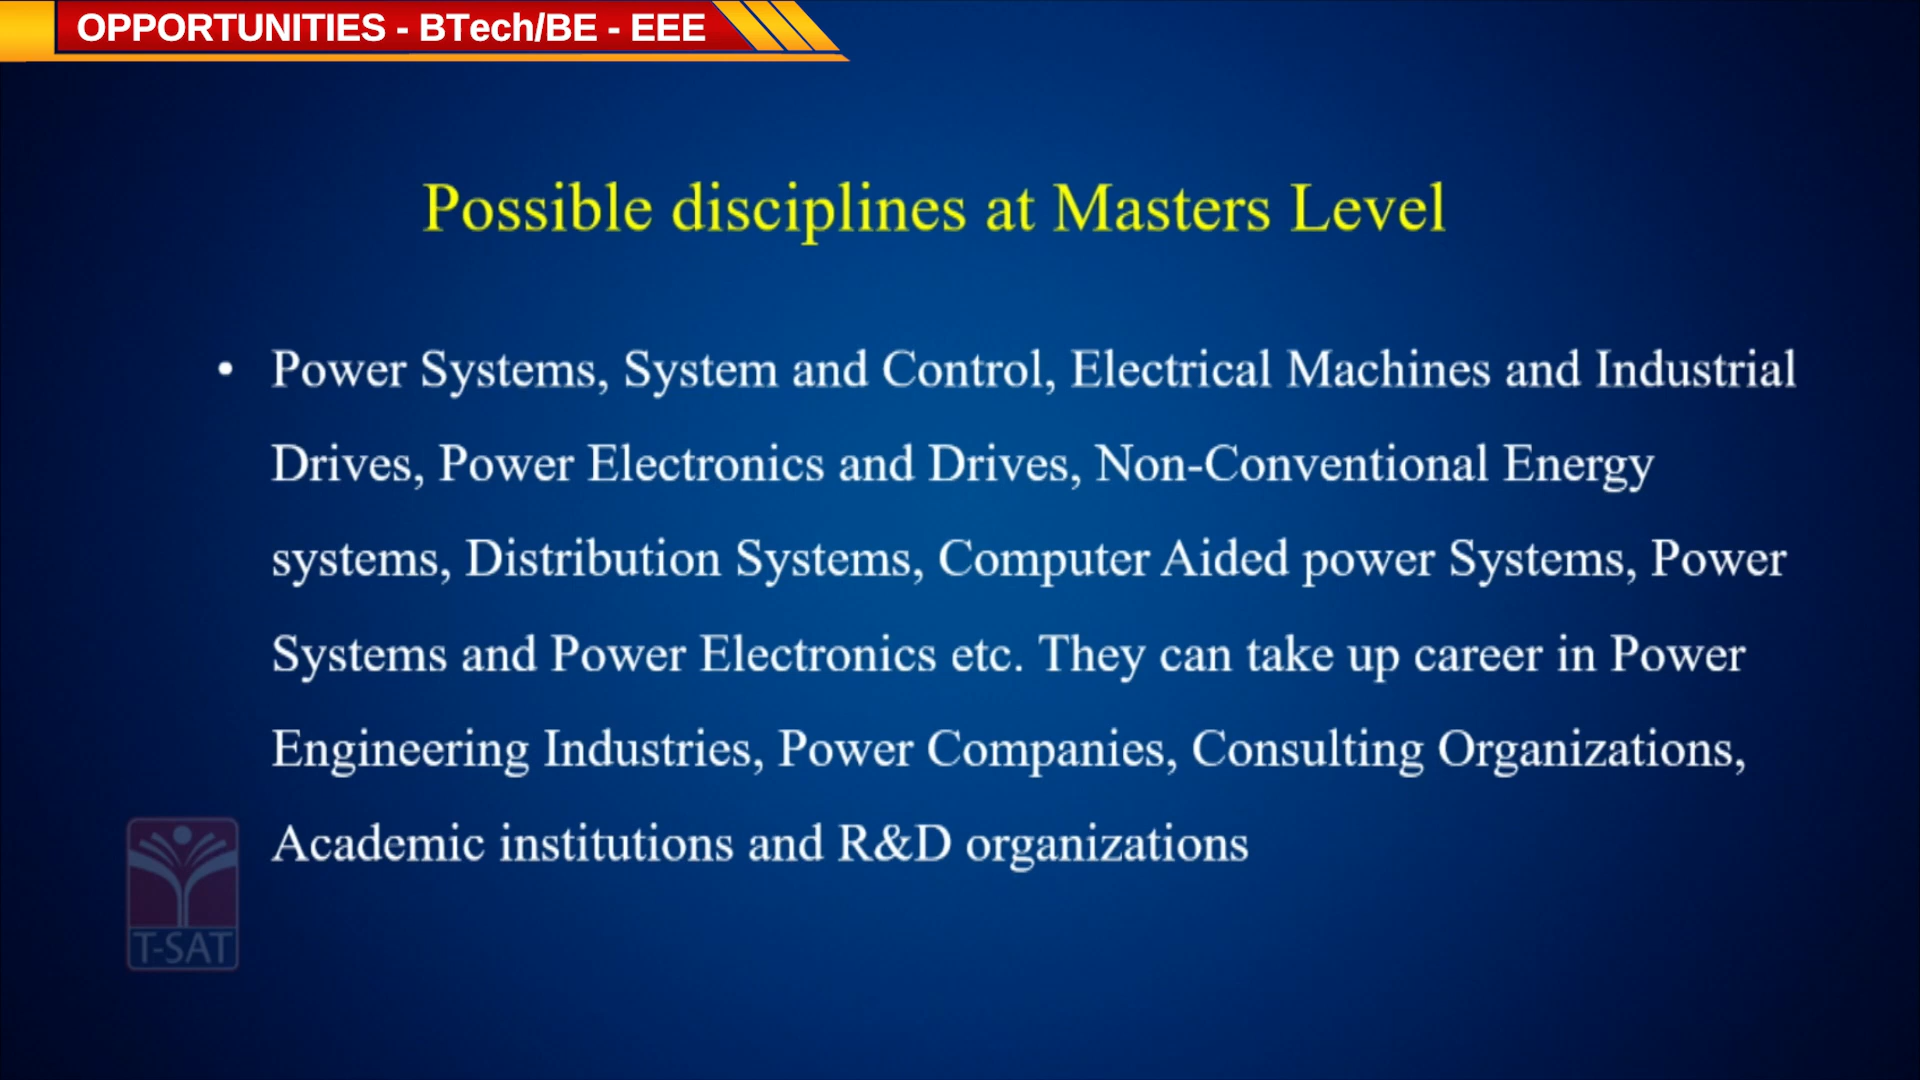 OPPORTUNITIES - BTech/BE - EEE
Possible disciplines at Masters Level
• Power Systems, System and Control, Electrical Machines and Industrial
Drives, Power Electronics and Drives, Non-Conventional Energy
systems, Distribution Systems, Computer Aided power Systems, Power
Systems and Power Electronics etc. They can take up career in Power
Engineering Industries, Power Companies, Consulting Organizations,
Academic institutions and R&D organizations
T-SAT